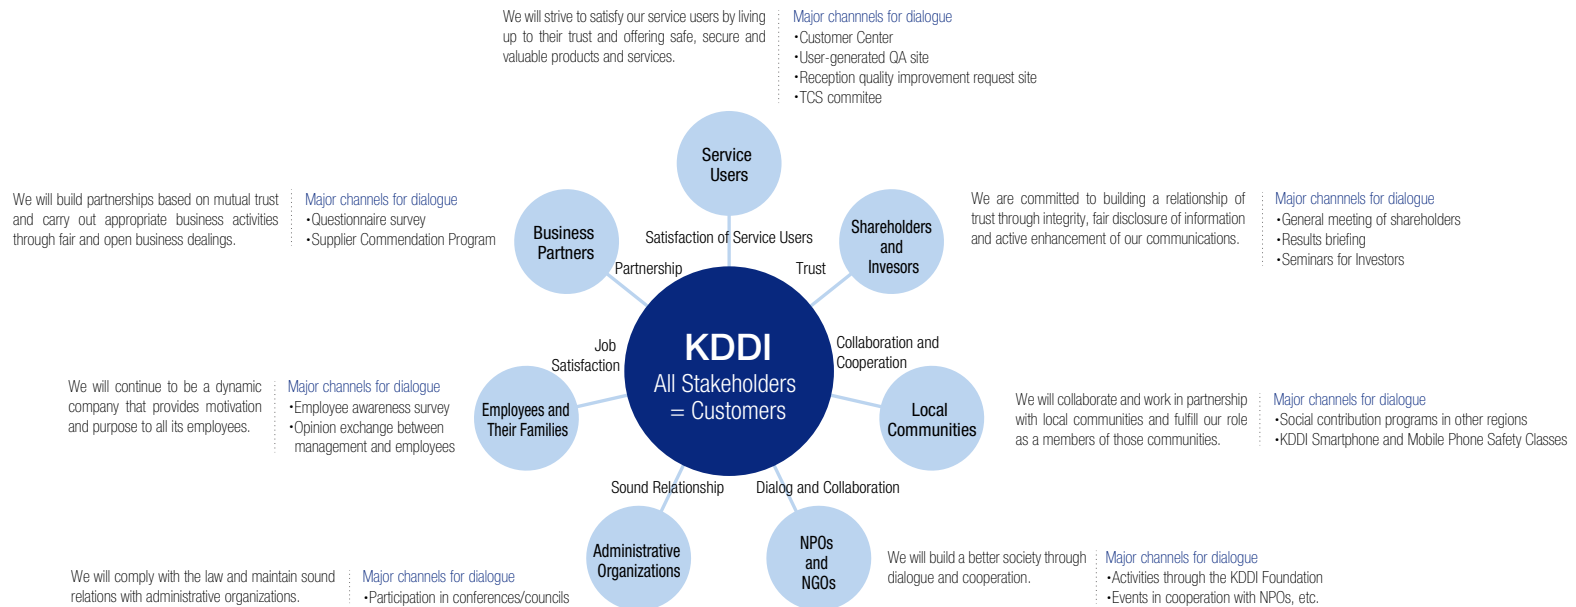 We will strive to satisfy our service users by living
up to their trust and offering safe, secure and
valuable products and services.
Major channnels for dialogue
•Customer Center
•User-generated QA site
•Reception quality improvement request site
•TCS commitee
Service
Users
Satisfaction of Service Users
We will build partnerships based on mutual trust
and carry out appropriate business activities
through fair and open business dealings.
Major channels for dialogue
•Questionnaire survey
•Supplier Commendation Program
Business
Partners
Partnership
Shareholders
and
Invesors
Trust
We are committed to building a relationship of
trust through integrity, fair disclosure of information
and active enhancement of our communications.
Major channnels for dialogue
•General meeting of shareholders
•Results briefing
•Seminars for Investors
KDDI
All Stakeholders
= Customers
Job
Satisfaction
We will continue to be a dynamic
company that provides motivation
and purpose to all its employees.
Major channels for dialogue
•Employee awareness survey
•Opinion exchange between
management and employees
Employees and
Their Families
Collaboration and
Cooperation
Local
Communities
We will collaborate and work in partnership
with local communities and fulfill our role
as a members of those communities.
Major channels for dialogue
•Social contribution programs in other regions
•KDDI Smartphone and Mobile Phone Safety Classes
Sound Relationship
Administrative
Organizations
We will comply with the law and maintain sound
relations with administrative organizations.
Major channels for dialogue
•Participation in conferences/councils
Dialog and Collaboration
NPOs
and
NGOs
We will build a better society through
dialogue and cooperation.
Major channels for dialogue
•Activities through the KDDI Foundation
•Events in cooperation with NPOs, etc.